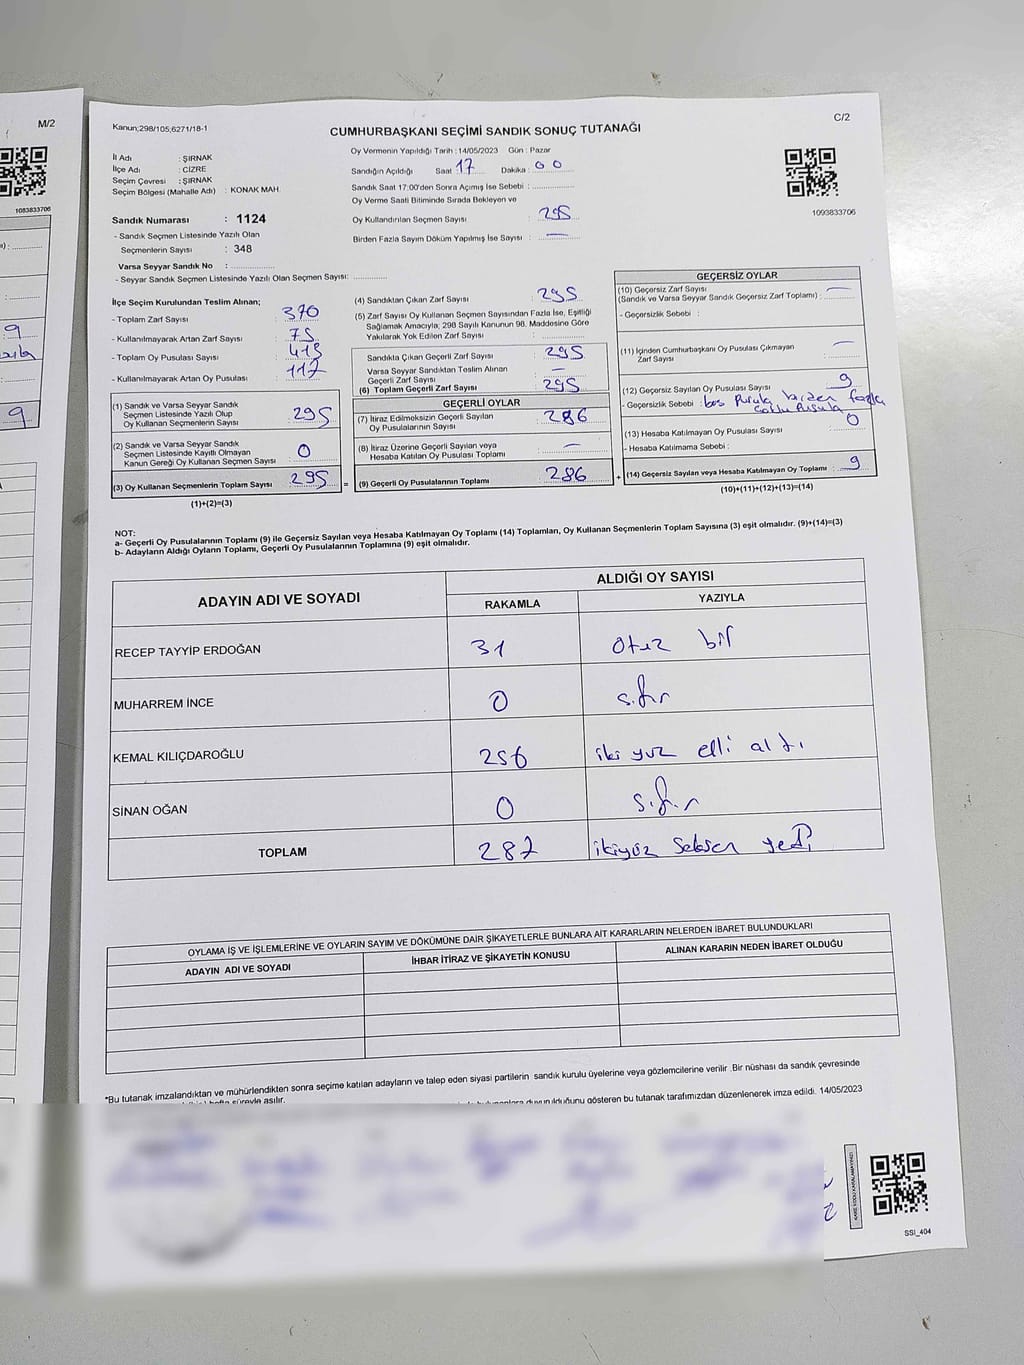 M/2
1083833706
9
9
Kanun;298/105,6271/18-1
C/2
CUMHURBAŞKANI SEÇİMİ SANDIK SONUÇ TUTANAĞI
İl Adı : ŞIRNAK
İlçe Adı : CİZRE
Seçim Çevresi : ŞIRNAK
Seçim Bölgesi (Mahalle Adı) : KONAK MAH.
Oy Vermenin Yapıldığı Tarih : 14/05/2023 Gün : Pazar
Sandığın Açıldığı Saat : 17 Dakika : 00
Sandık Saat 17:00'den Sonra Açımış İse Sebebi :
Oy Verme Saati Bitiminde Sırada Bekleyen ve
Oy Kullandırılan Seçmen Sayısı : 295
Birden Fazla Sayım Döküm Yapılmış İse Sayısı : —
1093833706
Sandık Numarası : 1124
- Sandık Seçmen Listesinde Yazılı Olan
Seçmenlerin Sayısı : 348
Varsa Seyyar Sandık No :
- Seyyar Sandık Seçmen Listesinde Yazılı Olan Seçmen Sayısı:
İlçe Seçim Kurulundan Teslim Alınan;
- Toplam Zarf Sayısı : 370
- Kullanılmayarak Artan Zarf Sayısı : 75
- Toplam Oy Pusulası Sayısı : 413
- Kullanılmayarak Artan Oy Pusulası : 117
(1) Sandık ve Varsa Seyyar Sandık
Seçmen Listesinde Yazılı Olup
Oy Kullanan Seçmenlerin Sayısı : 295
(2) Sandık ve Varsa Seyyar Sandık
Seçmen Listesinde Kayıtlı Olmayan
Kanun Gereği Oy Kullanan Seçmen Sayısı : 0
(3) Oy Kullanan Seçmenlerin Toplam Sayısı : 295 =
(1)+(2)=(3)
(4) Sandıktan Çıkan Zarf Sayısı : 295
(5) Zarf Sayısı Oy Kullanan Seçmen Sayısından Fazla İse, Eşitliği
Sağlamak Amacıyla; 298 Sayılı Kanunun 98. Maddesine Göre
Yakılarak Yok Edilen Zarf Sayısı :
Sandıkta Çıkan Geçerli Zarf Sayısı : 295
Varsa Seyyar Sandıktan Teslim Alınan
Geçerli Zarf Sayısı : —
(6) Toplam Geçerli Zarf Sayısı : 295
GEÇERLİ OYLAR
(7) İtiraz Edilmeksizin Geçerli Sayılan
Oy Pusulasının Sayısı : 286
(8) İtiraz Üzerine Geçerli Sayılan veya
Hesaba Katılan Oy Pusulası Toplamı : —
(9) Geçerli Oy Pusulalarının Toplamı : 286 +
GEÇERSİZ OYLAR
(10) Geçersiz Zarf Sayısı
(Sandık ve Varsa Seyyar Sandık Geçersiz Zarf Toplamı) : —
- Geçersizlik Sebebi :
(11) İçinden Cumhurbaşkanı Oy Pusulası Çıkmayan
Zarf Sayısı : —
(12) Geçersiz Sayılan Oy Pusulası Sayısı : 9
- Geçersizlik Sebebi : boş Pusula birden fazla
Pusula
(13) Hesaba Katılmayan Oy Pusulası Sayısı : 0
- Hesaba Katılmama Sebebi :
(14) Geçersiz Sayılan veya Hesaba Katılmayan Oy Toplamı : 9
(10)+(11)+(12)+(13)=(14)
NOT:
a- Geçerli Oy Pusulasının Toplamı (9) ile Geçersiz Sayılan veya Hesaba Katılmayan Oy Toplamı (14) Toplamları, Oy Kullanan Seçmenlerin Toplam Sayısına (3) eşit olmalıdır. (9)+(14)=(3)
b- Adayların Aldığı Oyların Toplamı, Geçerli Oy Pusulalarının Toplamına (9) eşit olmalıdır.
ADAYIN ADI VE SOYADI ALDIĞI OY SAYISI
RAKAMLA YAZIYLA
RECEP TAYYİP ERDOĞAN 31 otuz bir
MUHARREM İNCE 0 sıfır
KEMAL KILIÇDAROĞLU 256 iki yüz elli altı
SİNAN OĞAN 0 sıfır
TOPLAM 287 ikiyüz seksen yedi
OYLAMA İŞ VE İŞLEMLERİNE VE OYLARIN SAYIM VE DÖKÜMÜNE DAİR ŞİKAYETLERLE BUNLARA AİT KARARLARIN NELERDEN İBARET BULUNDUKLARI
ADAYIN ADI VE SOYADI İHBAR İTİRAZ VE ŞİKAYETİN KONUSU ALINAN KARARIN NEDEN İBARET OLDUĞU
*Bu tutanak imzalandıktan ve mühürlendikten sonra seçime katılan adayların ve talep eden siyasi partilerin sandık kurulu üyelerine veya gözlemcilerine verilir .Bir nüshası da sandık çevresinde
hafta süreyle asılır.
duyurulduğunu gösteren bu tutanak tarafımızdan düzenlenerek imza edildi. 14/05/2023
SSI_404